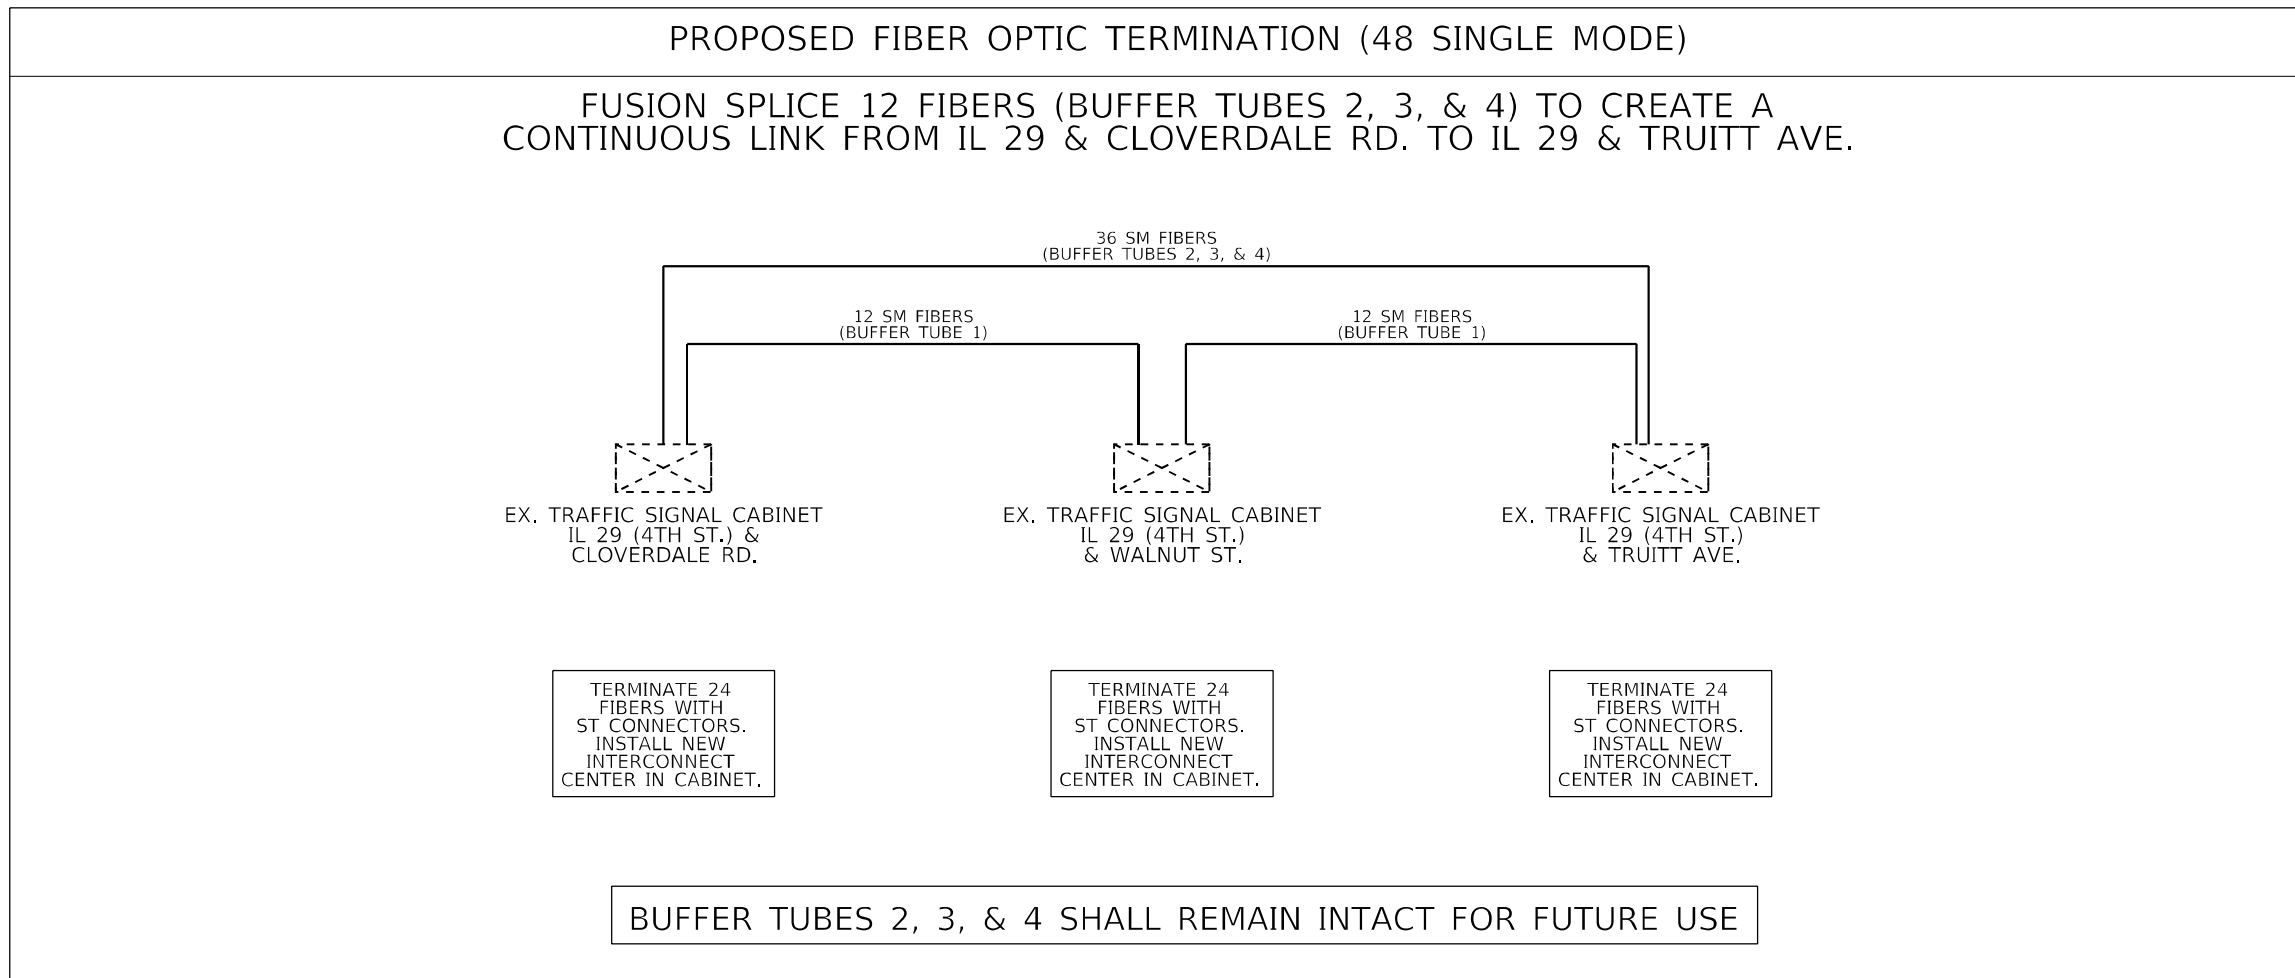 PROPOSED FIBER OPTIC TERMINATION (48 SINGLE MODE)
FUSION SPLICE 12 FIBERS (BUFFER TUBES 2, 3, & 4) TO CREATE A
CONTINUOUS LINK FROM IL 29 & CLOVERDALE RD. TO IL 29 & TRUITT AVE.
36 SM FIBERS
(BUFFER TUBES 2, 3, & 4)
12 SM FIBERS
(BUFFER TUBE 1)
12 SM FIBERS
(BUFFER TUBE 1)
EX. TRAFFIC SIGNAL CABINET
IL 29 (4TH ST.) &
CLOVERDALE RD.
EX. TRAFFIC SIGNAL CABINET
IL 29 (4TH ST.)
& WALNUT ST.
EX. TRAFFIC SIGNAL CABINET
IL 29 (4TH ST.)
& TRUITT AVE.
TERMINATE 24
FIBERS WITH
ST CONNECTORS.
INSTALL NEW
INTERCONNECT
CENTER IN CABINET.
TERMINATE 24
FIBERS WITH
ST CONNECTORS.
INSTALL NEW
INTERCONNECT
CENTER IN CABINET.
TERMINATE 24
FIBERS WITH
ST CONNECTORS.
INSTALL NEW
INTERCONNECT
CENTER IN CABINET.
BUFFER TUBES 2, 3, & 4 SHALL REMAIN INTACT FOR FUTURE USE